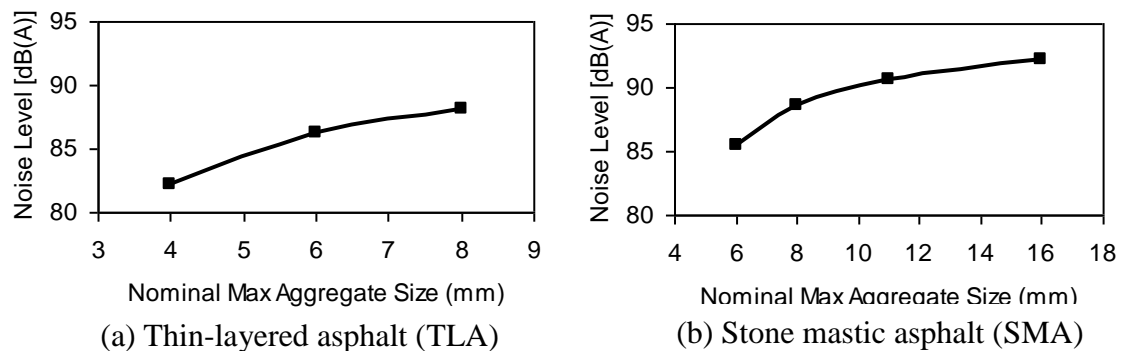 Noise Level [dB(A)]
95
90
85
80
3 4 5 6 7 8 9
Nominal Max Aggregate Size (mm)
(a) Thin-layered asphalt (TLA)
Noise Level [dB(A)]
95
90
85
80
4 6 8 10 12 14 16 18
Nominal Max Aggregate Size (mm)
(b) Stone mastic asphalt (SMA)